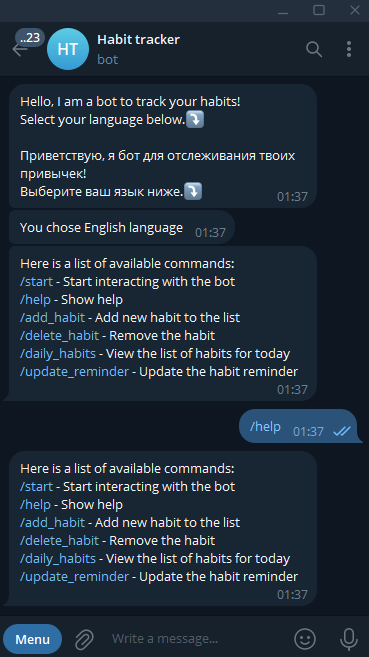 ..23
HT
Habit tracker
bot
Hello, I am a bot to track your habits!
Select your language below.⤵️
Приветствую, я бот для отслеживания твоих
привычек!
Выберите ваш язык ниже.⤵️
01:37
You chose English language 01:37
Here is a list of available commands:
/start - Start interacting with the bot
/help - Show help
/add_habit - Add new habit to the list
/delete_habit - Remove the habit
/daily_habits - View the list of habits for today
/update_reminder - Update the habit reminder
01:37
/help 01:37
Here is a list of available commands:
/start - Start interacting with the bot
/help - Show help
/add_habit - Add new habit to the list
/delete_habit - Remove the habit
/daily_habits - View the list of habits for today
/update_reminder - Update the habit reminder
01:37
Menu Write a message...